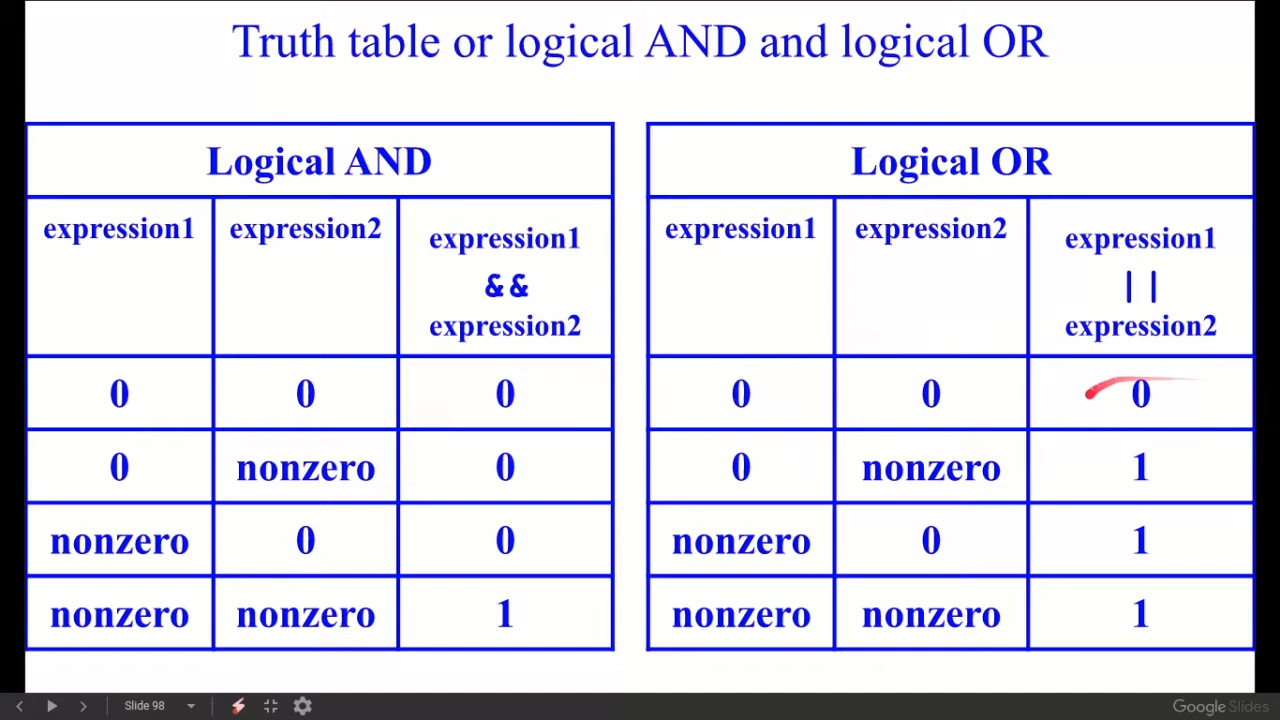 Truth table or logical AND and logical OR
Logical AND
expression1 expression2 expression1
&&
expression2
0 0 0
0 nonzero 0
nonzero 0 0
nonzero nonzero 1
Logical OR
expression1 expression2 expression1
||
expression2
0 0 0
0 nonzero 1
nonzero 0 1
nonzero nonzero 1
Slide 98
Google Slides